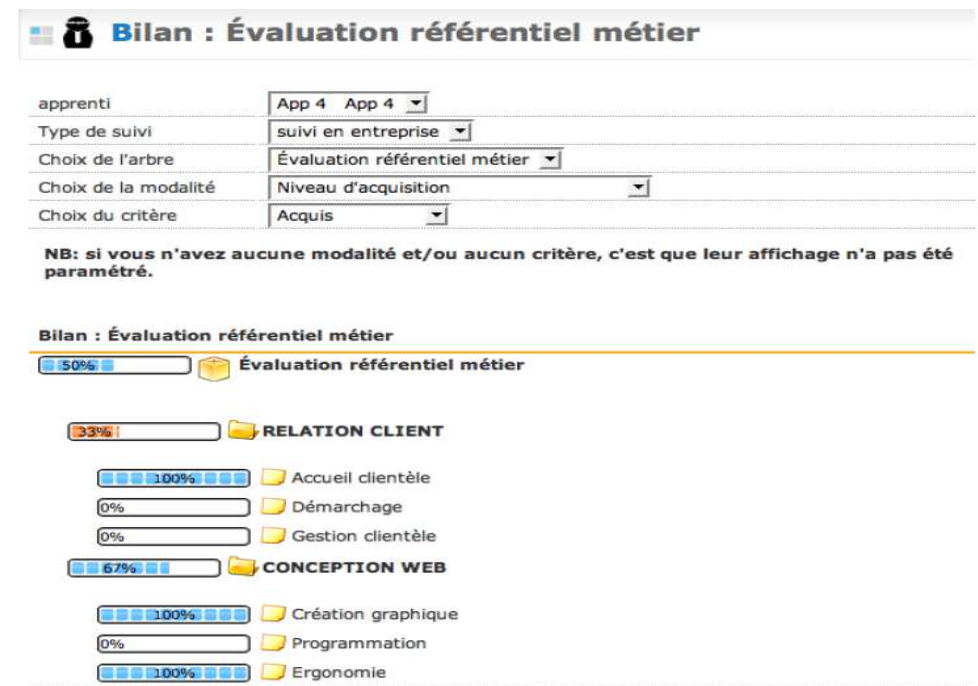 Bilan : Évaluation référentiel métier
apprenti App 4 App 4
Type de suivi suivi en entreprise
Choix de l'arbre Évaluation référentiel métier
Choix de la modalité Niveau d'acquisition
Choix du critère Acquis
NB: si vous n'avez aucune modalité et/ou aucun critère, c'est que leur affichage n'a pas été
paramétré.
Bilan : Évaluation référentiel métier
50% Évaluation référentiel métier
33% RELATION CLIENT
100% Accueil clientèle
0% Démarchage
0% Gestion clientèle
67% CONCEPTION WEB
100% Création graphique
0% Programmation
100% Ergonomie